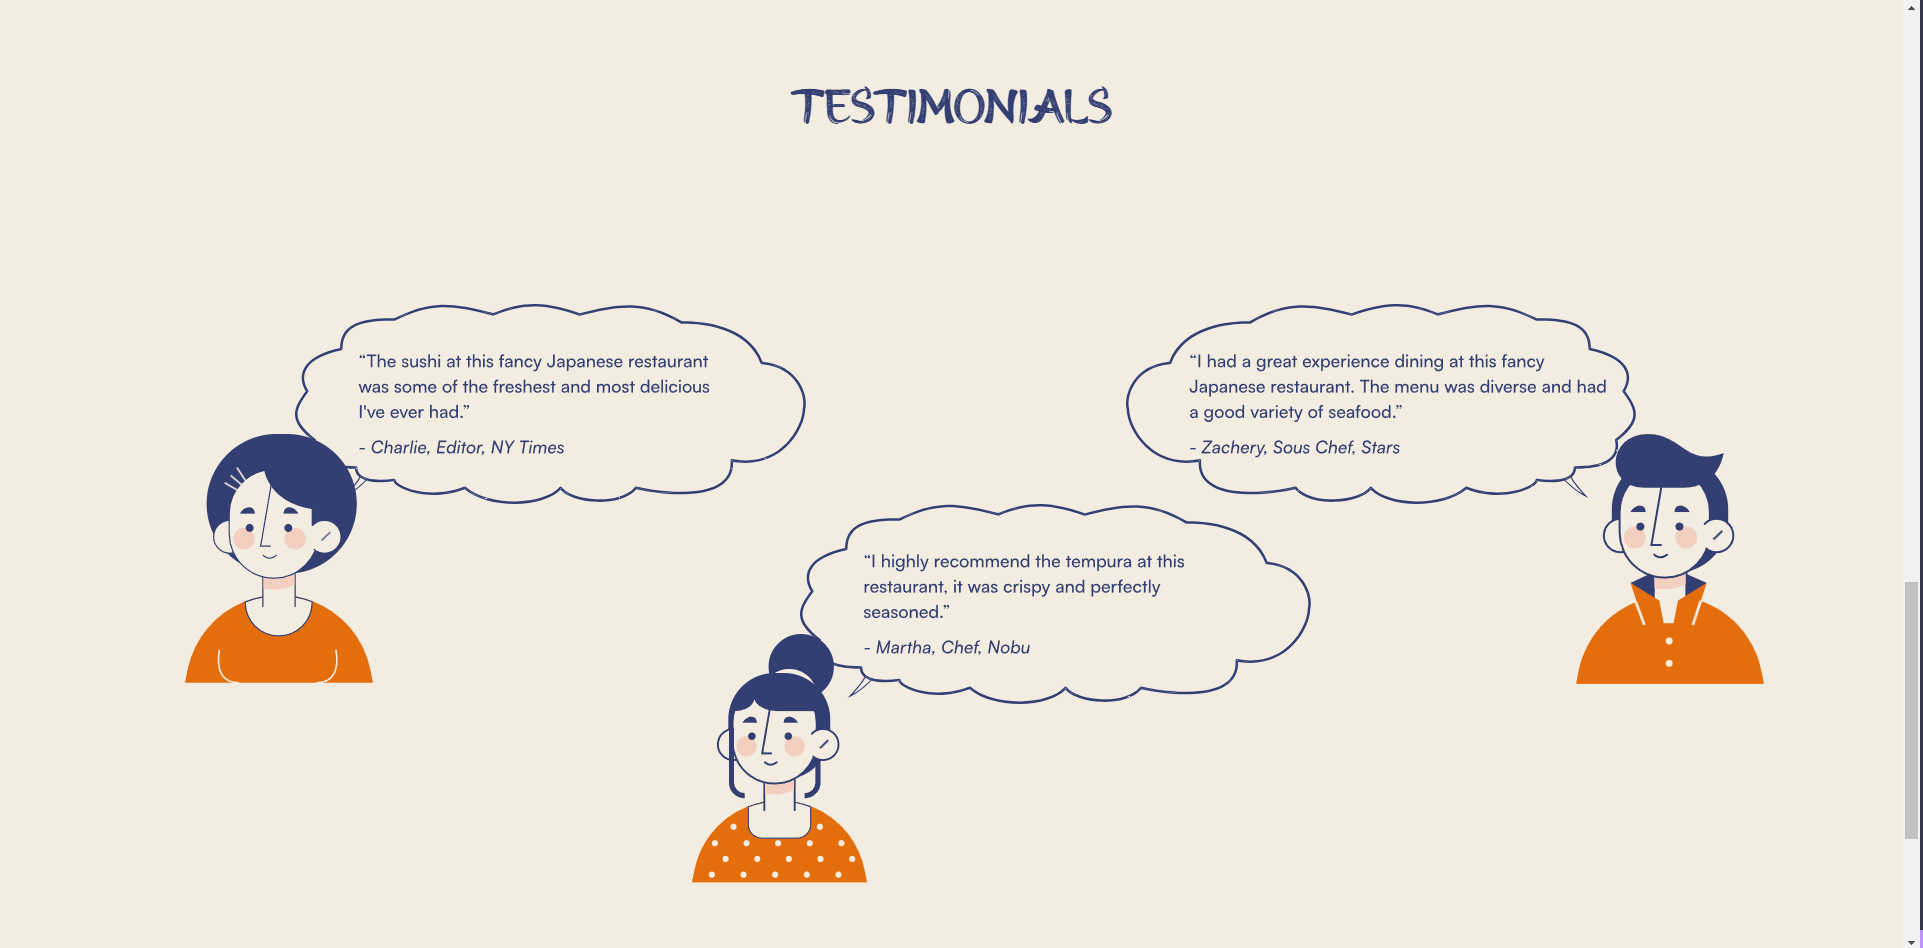 TESTIMONIALS
“The sushi at this fancy Japanese restaurant
was some of the freshest and most delicious
I've ever had.”
- Charlie, Editor, NY Times
“I had a great experience dining at this fancy
Japanese restaurant. The menu was diverse and had
a good variety of seafood.”
- Zachery, Sous Chef, Stars
“I highly recommend the tempura at this
restaurant, it was crispy and perfectly
seasoned.”
- Martha, Chef, Nobu